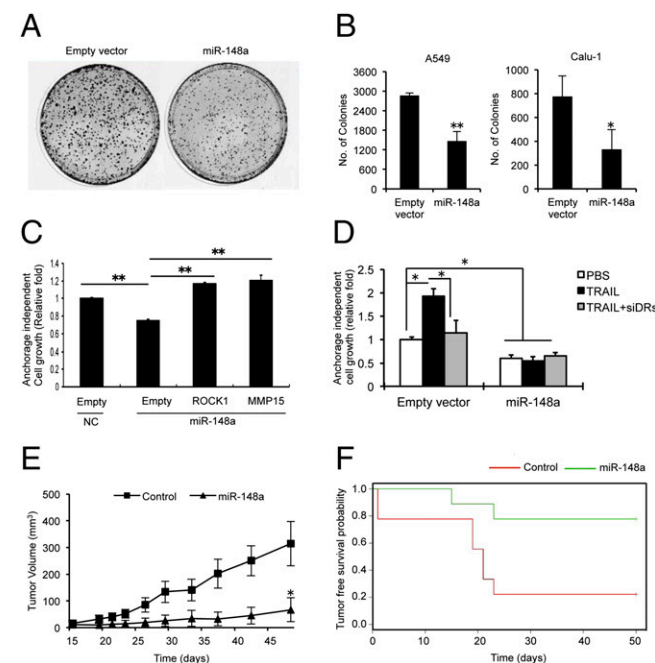 A
Empty vector
miR-148a
B
A549
No. of Colonies
3600
3000
2400
1800
1200
600
0
**
Empty vector
miR-148a
Calu-1
No. of Colonies
1000
800
600
400
200
0
*
Empty vector
miR-148a
C
Anchorage independent
Cell growth (Relative fold)
1.4
1.2
1
0.8
0.6
0.4
0.2
0
**
**
**
Empty
Empty
ROCK1
MMP15
NC
miR-148a
D
Anchorage independent
cell growth (relative fold)
2.5
2
1.5
1
0.5
0
*
*
*
PBS
TRAIL
TRAIL+siDRs
Empty vector
miR-148a
E
Control
miR-148a
Tumor Volume (mm³)
500
400
300
200
100
0
*
15
20
25
30
35
40
45
Time (days)
F
Control
miR-148a
Tumor free survival probability
1.0
0.8
0.6
0.4
0.2
0.0
0
10
20
30
40
50
Time (days)